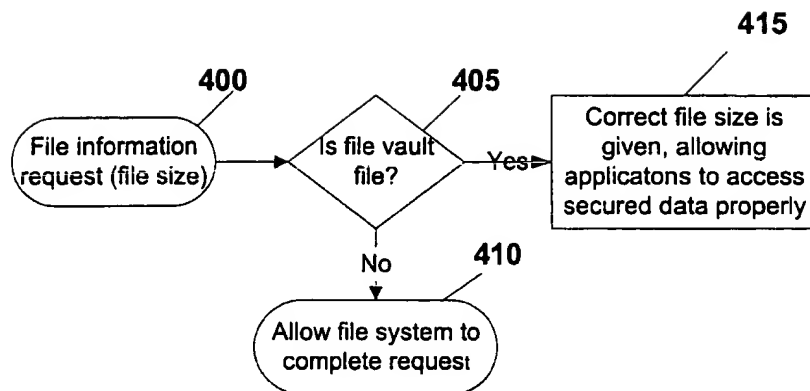 415
400
405
File information
request (file size)
Is file vault
file?
Yes
Correct file size is
given, allowing
applicatons to access
secured data properly
No
410
Allow file system to
complete request